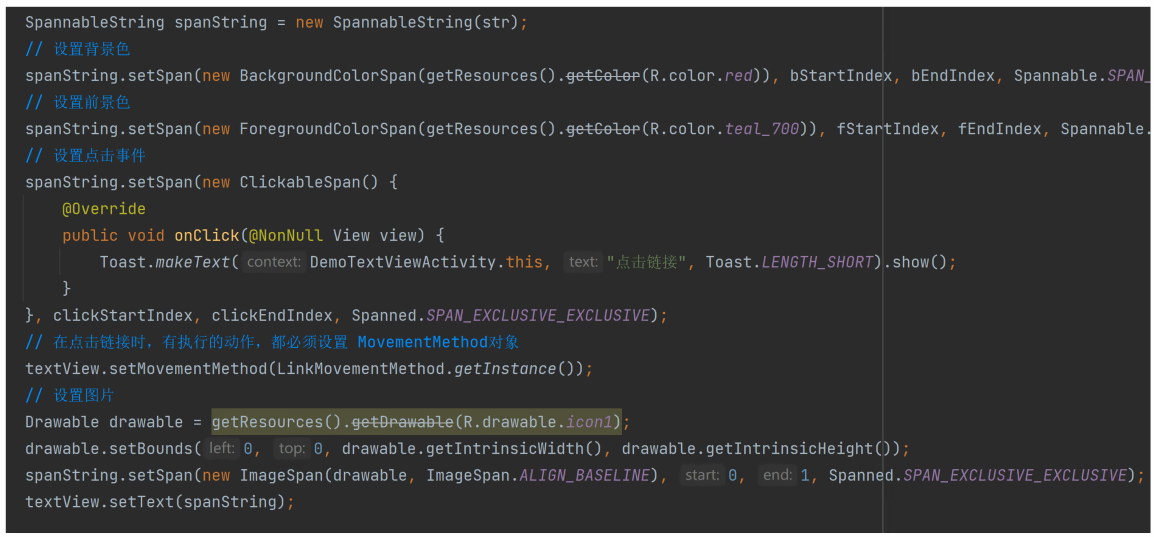 SpannableString spanString = new SpannableString(str);
// 设置背景色
spanString.setSpan(new BackgroundColorSpan(getResources().getColor(R.color.red)), bStartIndex, bEndIndex, Spannable.SPAN_
// 设置前景色
spanString.setSpan(new ForegroundColorSpan(getResources().getColor(R.color.teal_700)), fStartIndex, fEndIndex, Spannable.
// 设置点击事件
spanString.setSpan(new ClickableSpan() {
@Override
public void onClick(@NonNull View view) {
Toast.makeText( context: DemoTextViewActivity.this, text: "点击链接", Toast.LENGTH_SHORT).show();
}
}, clickStartIndex, clickEndIndex, Spanned.SPAN_EXCLUSIVE_EXCLUSIVE);
// 在点击链接时，有执行的动作，都必须设置 MovementMethod对象
textView.setMovementMethod(LinkMovementMethod.getInstance());
// 设置图片
Drawable drawable = getResources().getDrawable(R.drawable.icon1);
drawable.setBounds( left: 0, top: 0, drawable.getIntrinsicWidth(), drawable.getIntrinsicHeight());
spanString.setSpan(new ImageSpan(drawable, ImageSpan.ALIGN_BASELINE), start: 0, end: 1, Spanned.SPAN_EXCLUSIVE_EXCLUSIVE);
textView.setText(spanString);